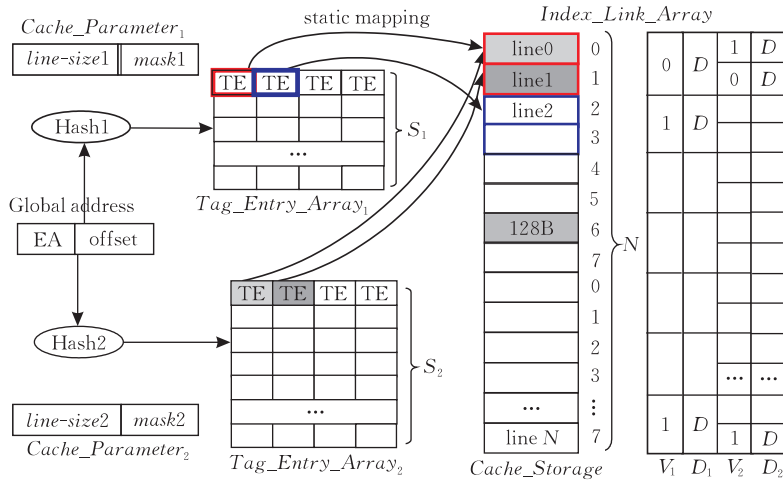 static mapping
Index_Link_Array
Cache_Parameter₁
line-size1 mask1
TE TE TE TE
Hash1
S₁
...
Tag_Entry_Array₁
Global address
EA offset
TE TE TE TE
Hash2
S₂
...
line-size2 mask2
Cache_Parameter₂
Tag_Entry_Array₂
line0 0
line1 1
line2 2
3
4
5
128B 6
7
0
1
2
3
... ...
line N 7
Cache_Storage
N
0 D 1 D
0 D
1 D
... ...
1 D 1 D
V₁ D₁ V₂ D₂